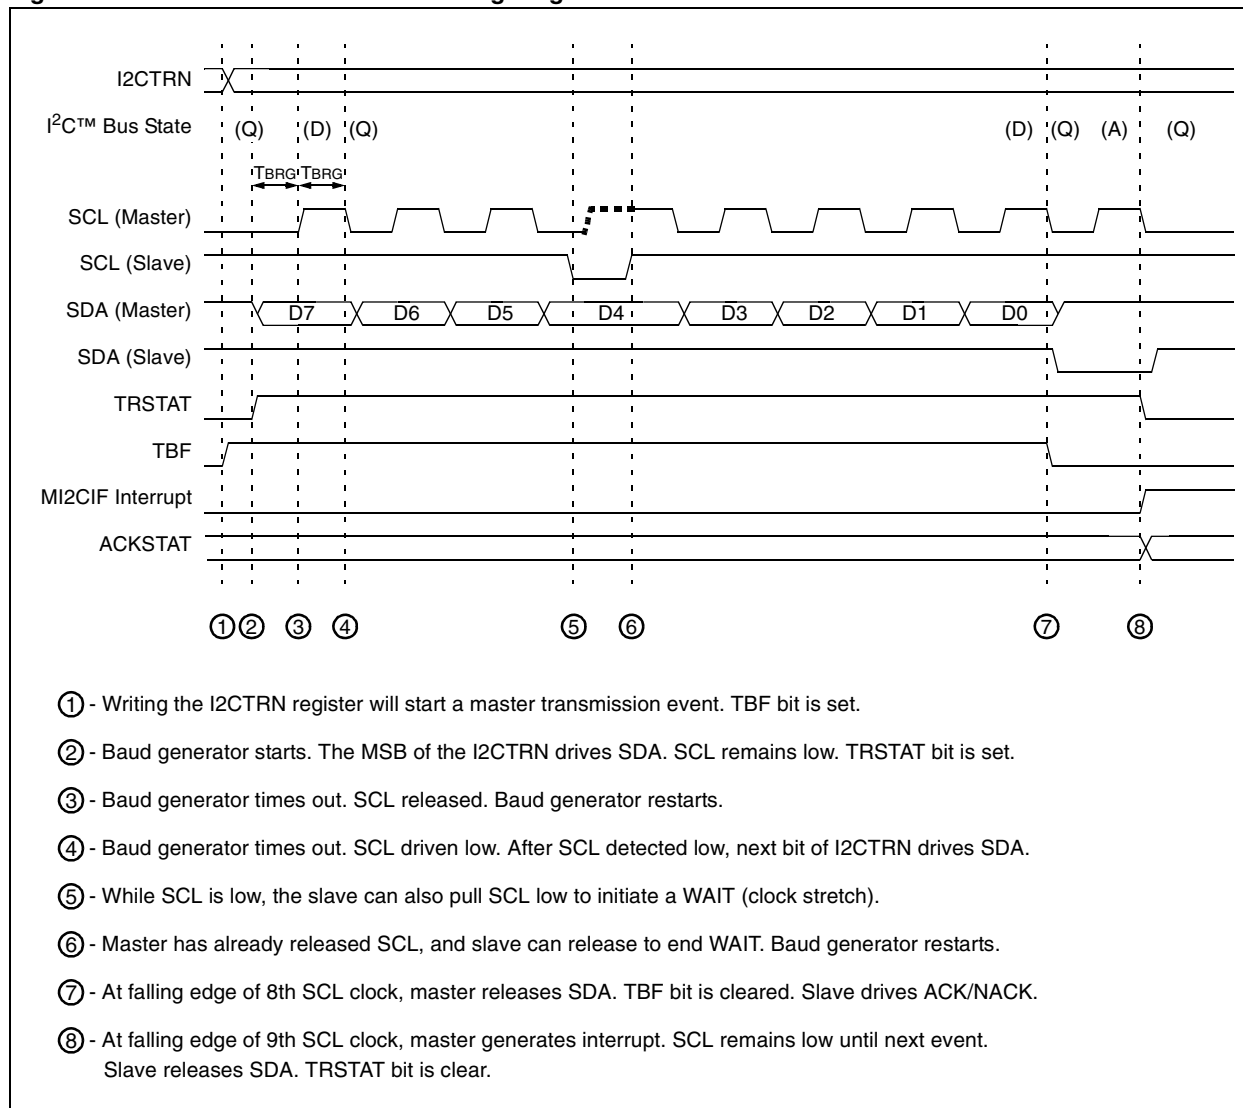 I2CTRN
I²C™ Bus State (Q) (D) (Q) (D) (Q) (A) (Q)
TBRG TBRG
SCL (Master)
SCL (Slave)
SDA (Master) D7 D6 D5 D4 D3 D2 D1 D0
SDA (Slave)
TRSTAT
TBF
MI2CIF Interrupt
ACKSTAT
1 2 3 4 5 6 7 8
1 - Writing the I2CTRN register will start a master transmission event. TBF bit is set.
2 - Baud generator starts. The MSB of the I2CTRN drives SDA. SCL remains low. TRSTAT bit is set.
3 - Baud generator times out. SCL released. Baud generator restarts.
4 - Baud generator times out. SCL driven low. After SCL detected low, next bit of I2CTRN drives SDA.
5 - While SCL is low, the slave can also pull SCL low to initiate a WAIT (clock stretch).
6 - Master has already released SCL, and slave can release to end WAIT. Baud generator restarts.
7 - At falling edge of 8th SCL clock, master releases SDA. TBF bit is cleared. Slave drives ACK/NACK.
8 - At falling edge of 9th SCL clock, master generates interrupt. SCL remains low until next event.
Slave releases SDA. TRSTAT bit is clear.